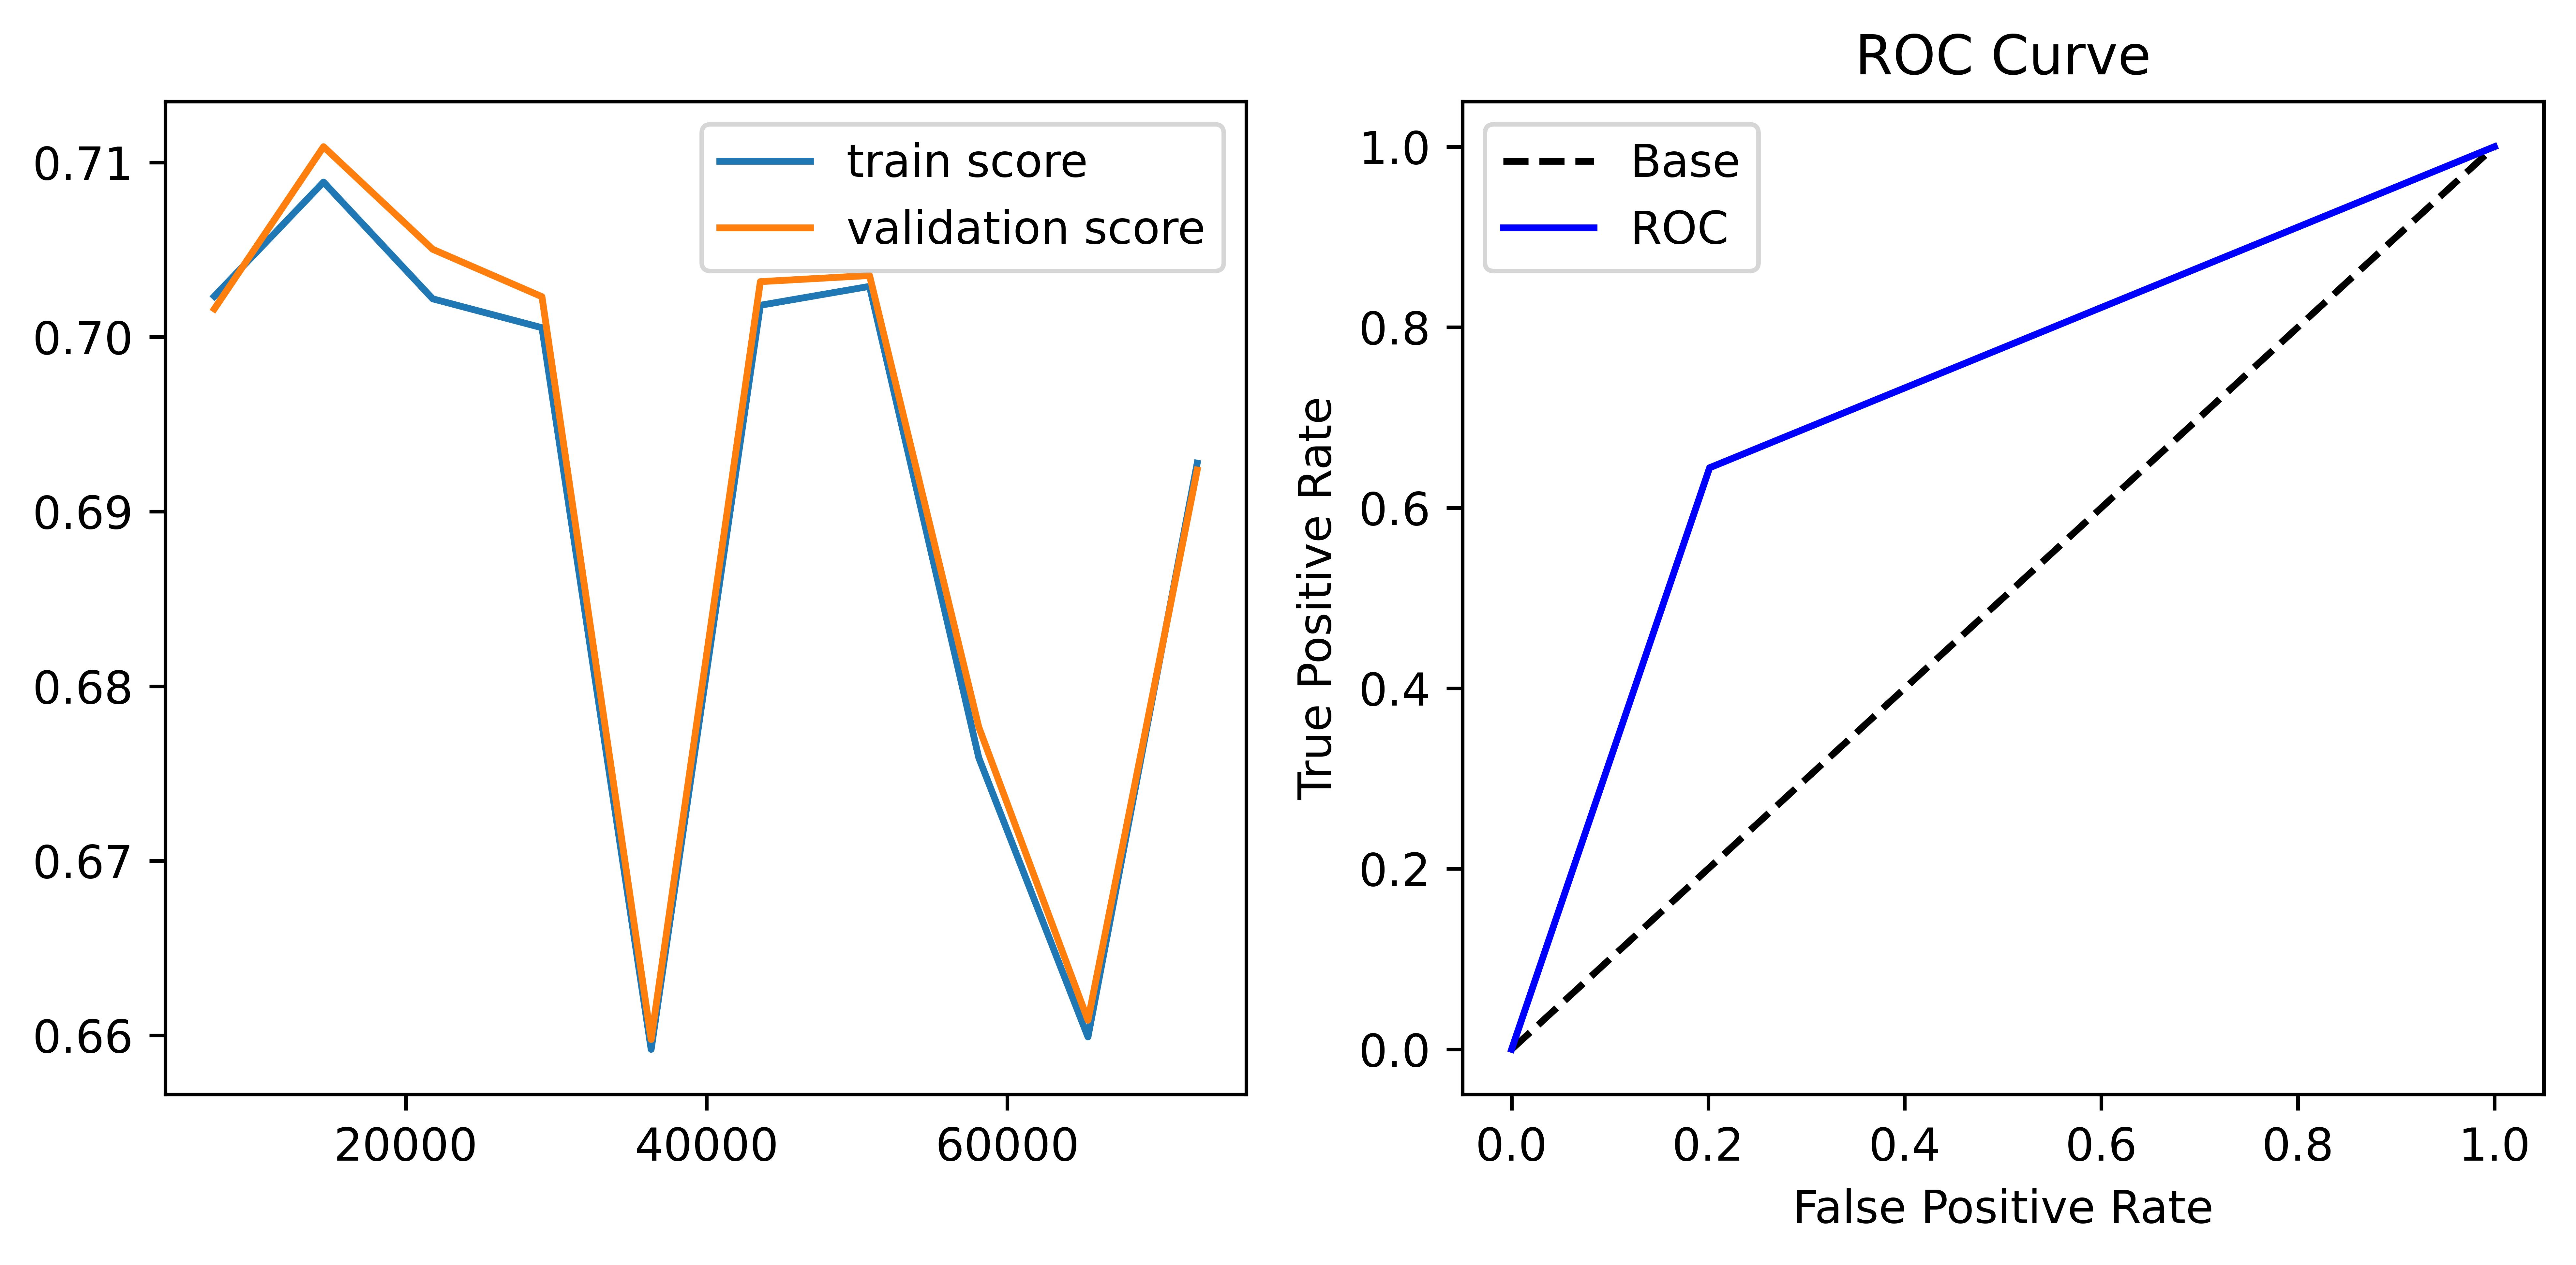 train score
validation score
0.71
0.70
0.69
0.68
0.67
0.66
20000 40000 60000
ROC Curve
Base
ROC
True Positive Rate
1.0
0.8
0.6
0.4
0.2
0.0
0.0 0.2 0.4 0.6 0.8 1.0
False Positive Rate